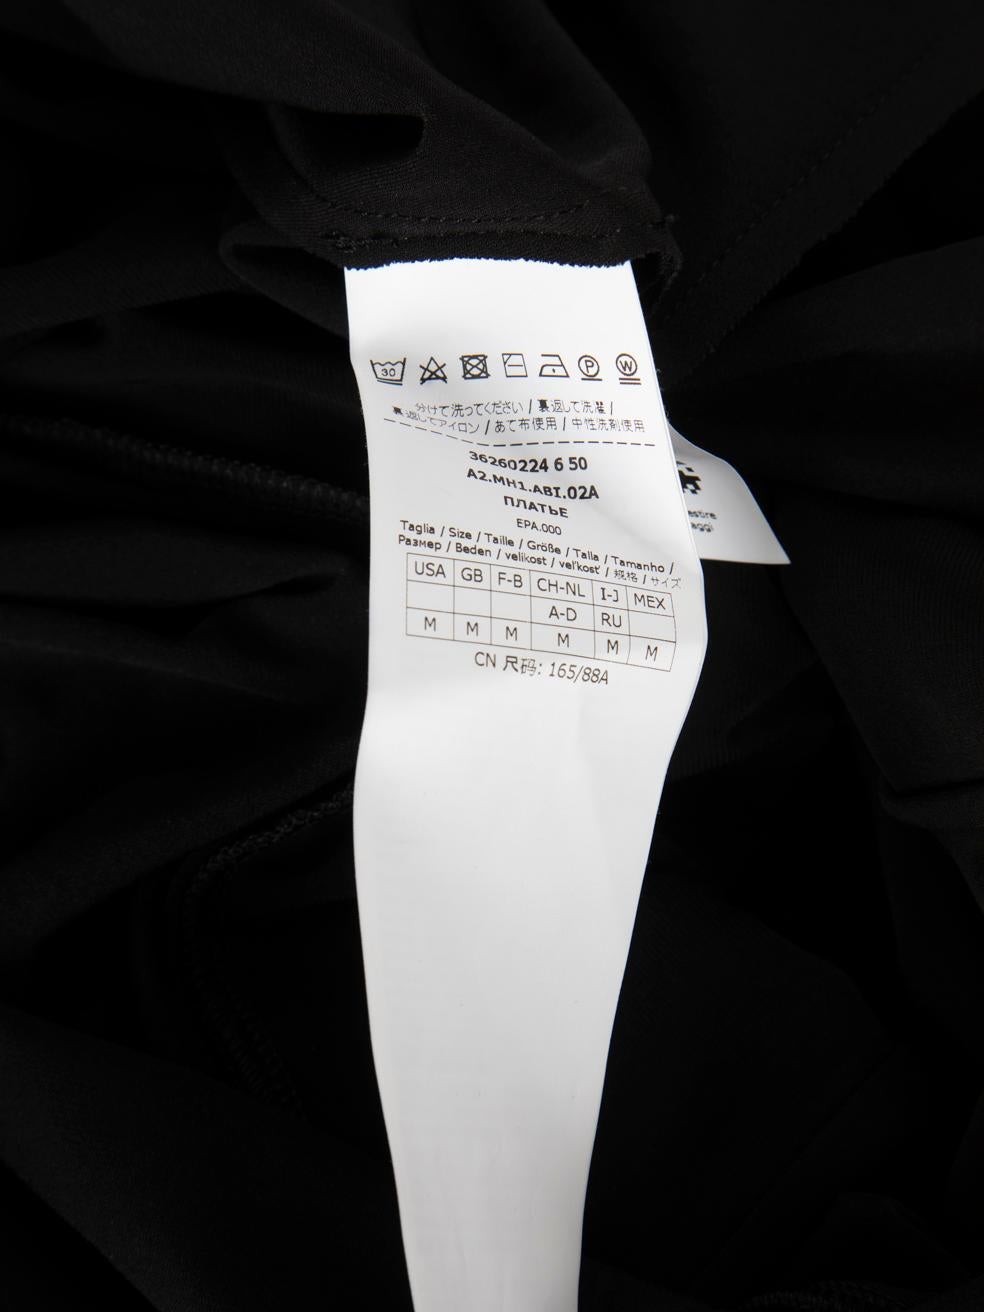 30
P
W
分けて洗ってください / 裏返して洗濯 /
裏返してアイロン / あて布使用 / 中性洗剤使用
36260224 6 50
A2.MH1.ABI.02A
ПЛАТЬЕ
EPA.000
Taglia / Size / Taille / Größe / Talla / Tamanho /
Размер / Beden / velikost / vel'kosť / 规格 / サイズ
USA GB F-B CH-NL I-J MEX
A-D RU
M M M M M M
CN 尺码: 165/88A